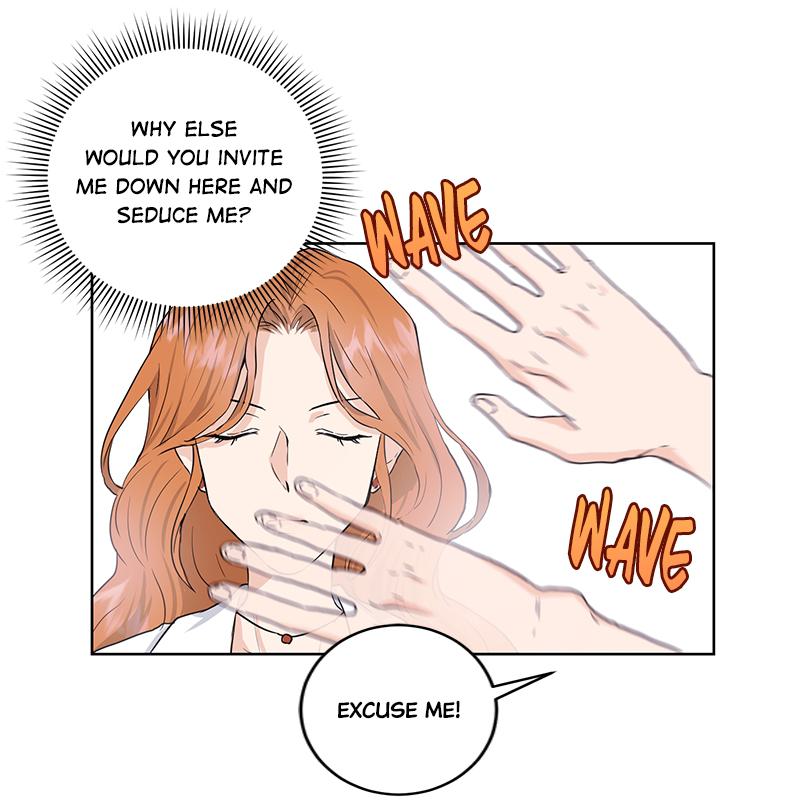 WHY ELSE
WOULD YOU INVITE
ME DOWN HERE AND
SEDUCE ME?
WAVE
WAVE
EXCUSE ME!